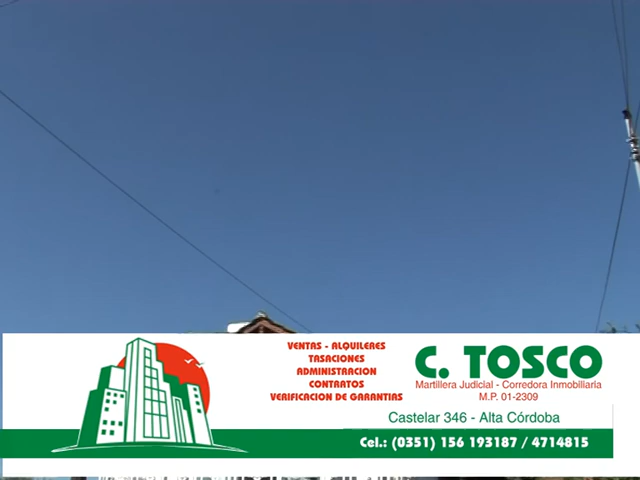 VENTAS - ALQUILERES
TASACIONES
ADMINISTRACION
CONTRATOS
VERIFICACION DE GARANTIAS
C. TOSCO
Martillera Judicial - Corredora Inmobiliaria
M.P. 01-2309
Castelar 346 - Alta Córdoba
Cel.: (0351) 156 193187 / 4714815